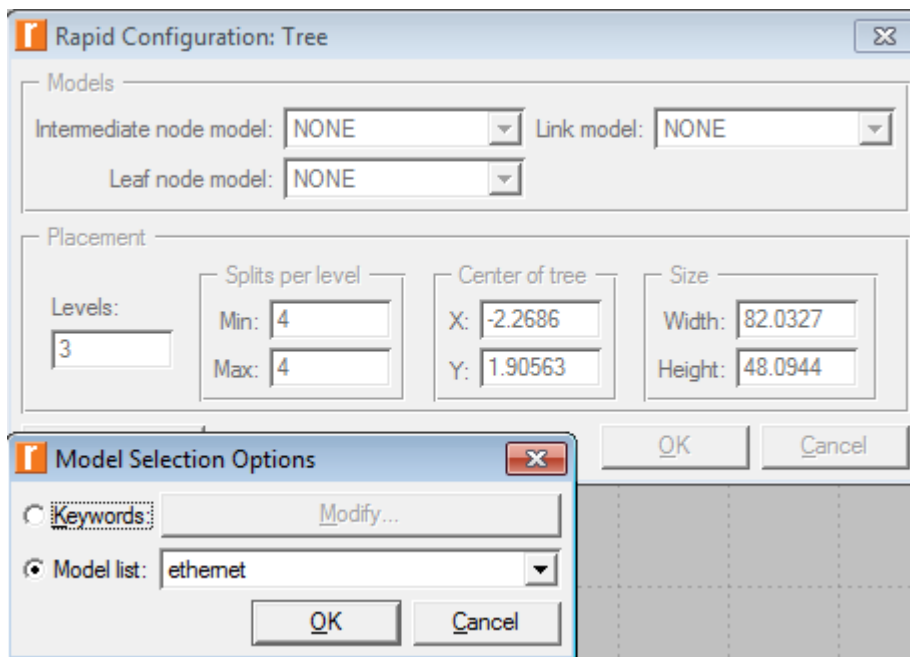 Rapid Configuration: Tree
Models
Intermediate node model: NONE Link model: NONE
Leaf node model: NONE
Placement
Splits per level Center of tree Size
Levels: Min: 4 X: -2.2686 Width: 82.0327
3 Max: 4 Y: 1.90563 Height: 48.0944
OK Cancel
Model Selection Options
Keywords: Modify...
Model list: ethernet
OK Cancel